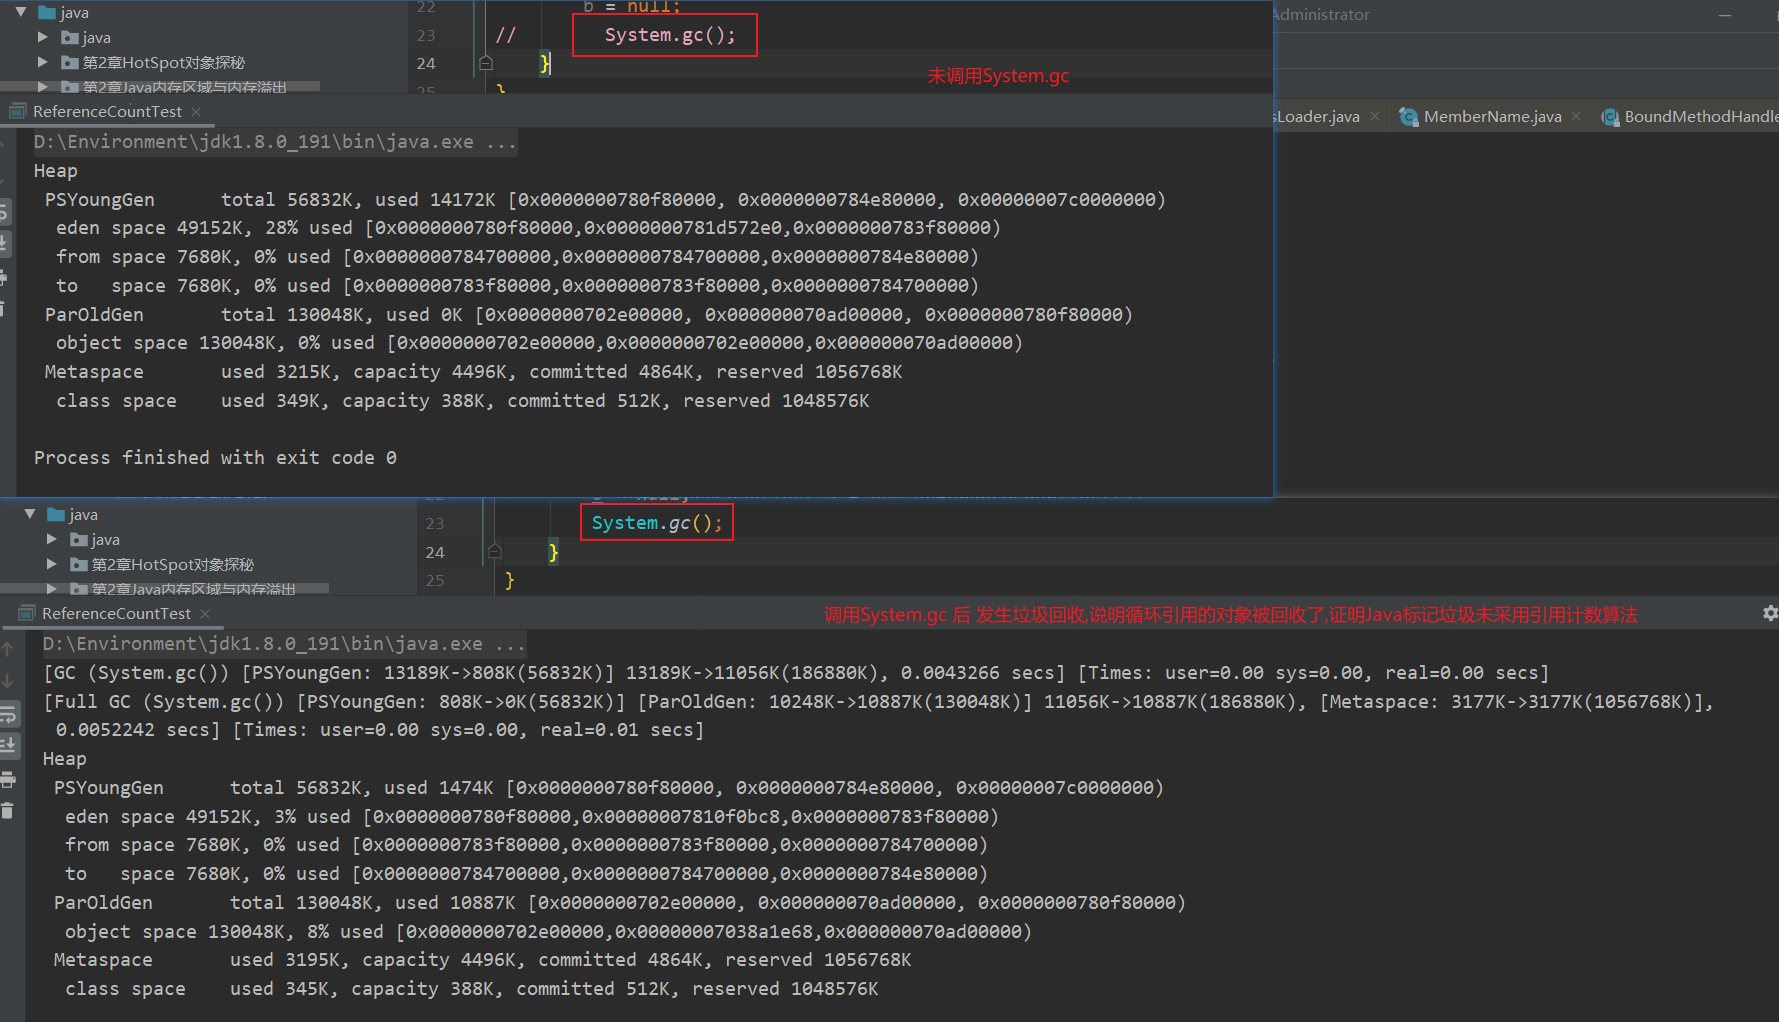 java
java
第2章HotSpot对象探秘
第2章Java内存区域与内存溢出
22 b = null;
23 // System.gc();
24 }
25 }
未调用System.gc
Administrator
sLoader.java
MemberName.java
BoundMethodHandle
ReferenceCountTest
D:\Environment\jdk1.8.0_191\bin\java.exe ...
Heap
PSYoungGen total 56832K, used 14172K [0x0000000780f80000, 0x0000000784e80000, 0x00000007c0000000)
eden space 49152K, 28% used [0x0000000780f80000,0x0000000781d572e0,0x0000000783f80000)
from space 7680K, 0% used [0x0000000784700000,0x0000000784700000,0x0000000784e80000)
to space 7680K, 0% used [0x0000000783f80000,0x0000000783f80000,0x0000000784700000)
ParOldGen total 130048K, used 0K [0x0000000702e00000, 0x000000070ad00000, 0x0000000780f80000)
object space 130048K, 0% used [0x0000000702e00000,0x0000000702e00000,0x000000070ad00000)
Metaspace used 3215K, capacity 4496K, committed 4864K, reserved 1056768K
class space used 349K, capacity 388K, committed 512K, reserved 1048576K
Process finished with exit code 0
java
java
第2章HotSpot对象探秘
第2章Java内存区域与内存溢出
23 System.gc();
24 }
25 }
ReferenceCountTest
调用System.gc 后 发生垃圾回收,说明循环引用的对象被回收了,证明Java标记垃圾未采用引用计数算法
D:\Environment\jdk1.8.0_191\bin\java.exe ...
[GC (System.gc()) [PSYoungGen: 13189K->808K(56832K)] 13189K->11056K(186880K), 0.0043266 secs] [Times: user=0.00 sys=0.00, real=0.00 secs]
[Full GC (System.gc()) [PSYoungGen: 808K->0K(56832K)] [ParOldGen: 10248K->10887K(130048K)] 11056K->10887K(186880K), [Metaspace: 3177K->3177K(1056768K)],
0.0052242 secs] [Times: user=0.00 sys=0.00, real=0.01 secs]
Heap
PSYoungGen total 56832K, used 1474K [0x0000000780f80000, 0x0000000784e80000, 0x00000007c0000000)
eden space 49152K, 3% used [0x0000000780f80000,0x00000007810f0bc8,0x0000000783f80000)
from space 7680K, 0% used [0x0000000783f80000,0x0000000783f80000,0x0000000784700000)
to space 7680K, 0% used [0x0000000784700000,0x0000000784700000,0x0000000784e80000)
ParOldGen total 130048K, used 10887K [0x0000000702e00000, 0x000000070ad00000, 0x0000000780f80000)
object space 130048K, 8% used [0x0000000702e00000,0x00000007038a1e68,0x000000070ad00000)
Metaspace used 3195K, capacity 4496K, committed 4864K, reserved 1056768K
class space used 345K, capacity 388K, committed 512K, reserved 1048576K